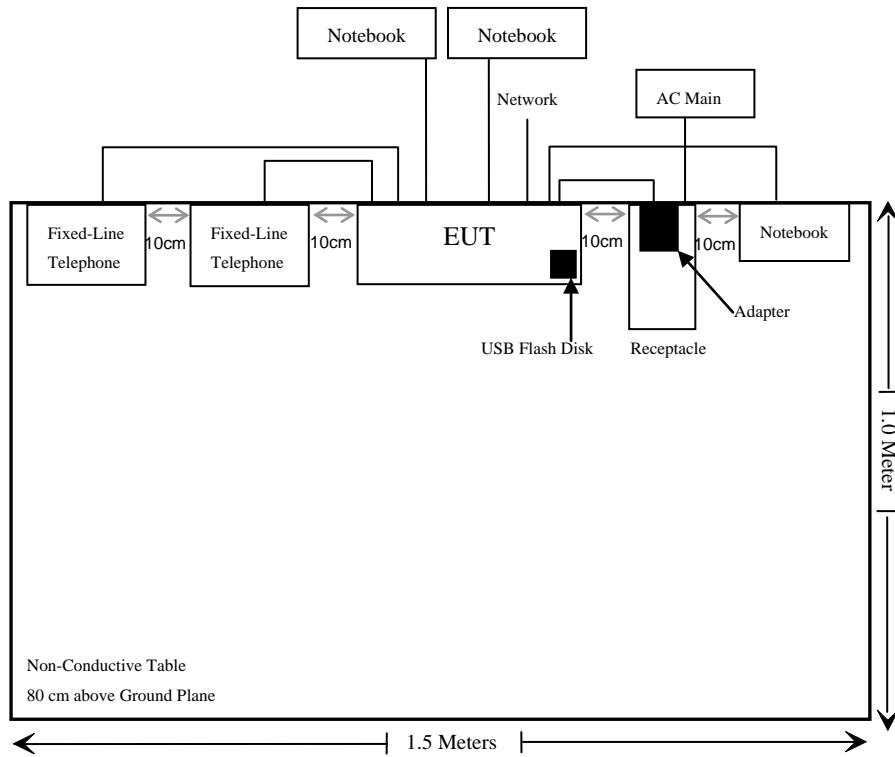 Notebook
Notebook
Network
AC Main
Fixed-Line
Telephone
10cm
Fixed-Line
Telephone
10cm
EUT
10cm
10cm
Notebook
Adapter
USB Flash Disk
Receptacle
1.0 Meter
Non-Conductive Table
80 cm above Ground Plane
1.5 Meters